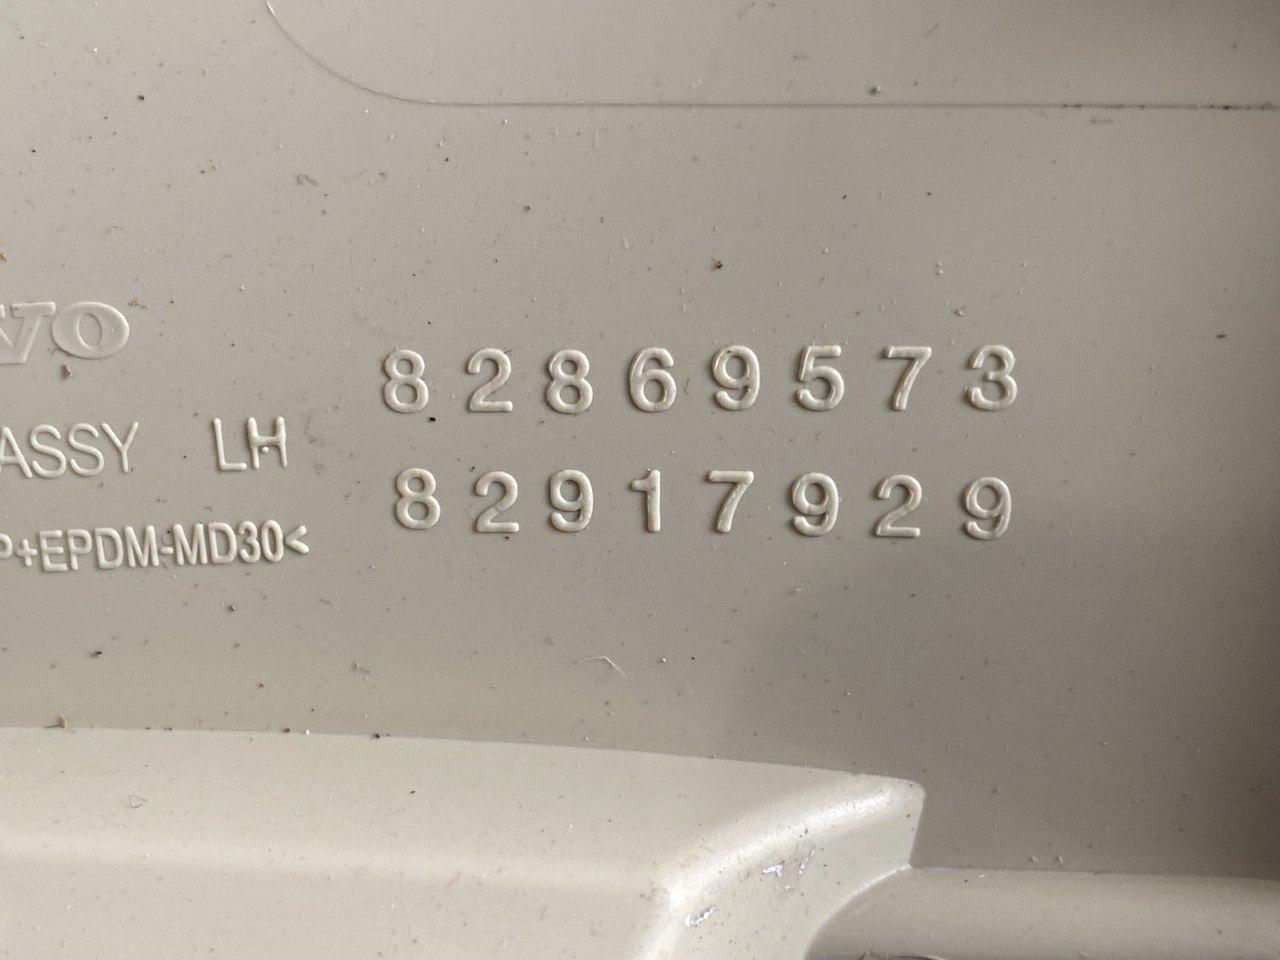 VO
82869573
ASSY LH
82917929
P+EPDM-MD30<